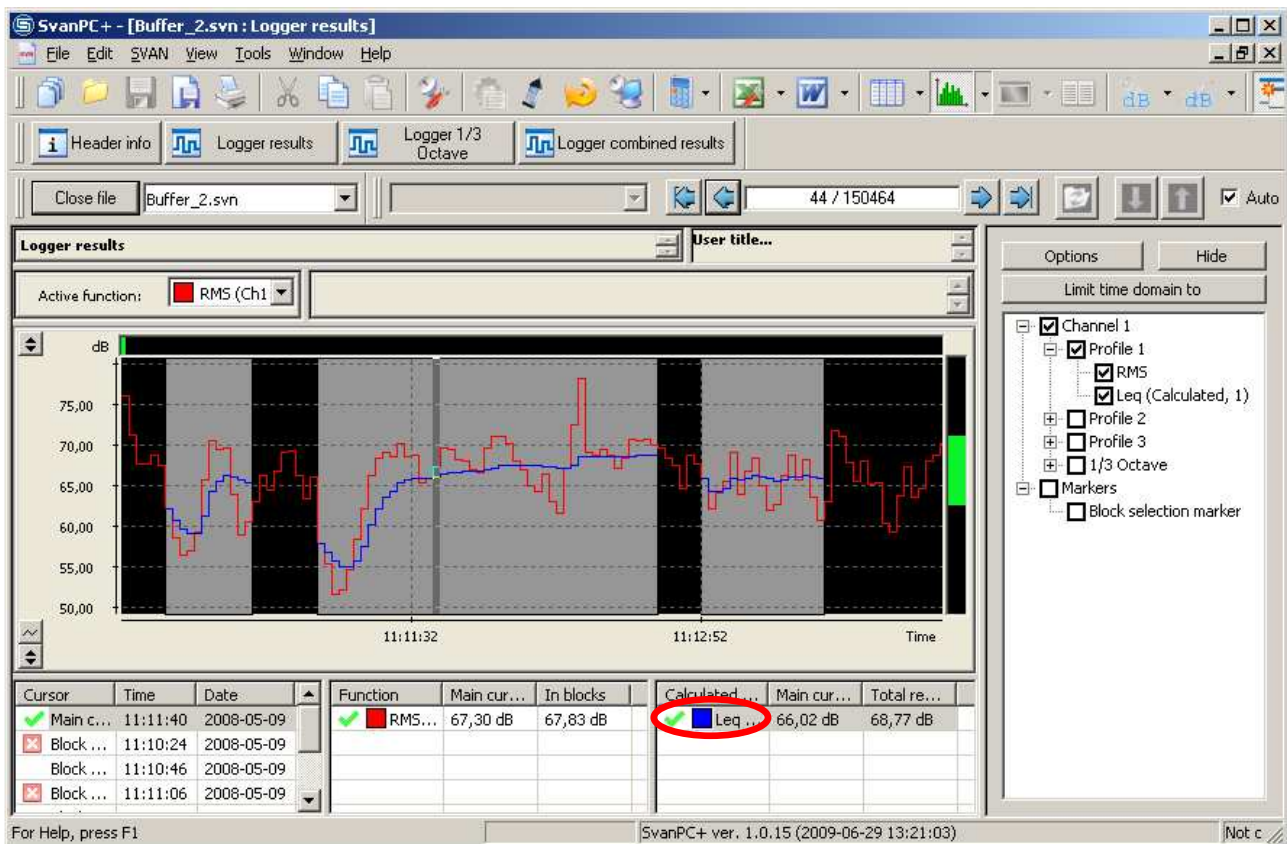 SvanPC+ - [Buffer_2.svn : Logger results]
File Edit SVAN View Tools Window Help
Header info Logger results Logger 1/3 Octave Logger combined results
Close file Buffer_2.svn 44 / 150464 Auto
Logger results User title...
Active function: RMS (Ch1
Options Hide
Limit time domain to
Channel 1
Profile 1
RMS
Leq (Calculated, 1)
Profile 2
Profile 3
1/3 Octave
Markers
Block selection marker
dB
75,00
70,00
65,00
60,00
55,00
50,00
11:11:32 11:12:52 Time
Cursor Time Date
Main c... 11:11:40 2008-05-09
Block ... 11:10:24 2008-05-09
Block ... 11:10:46 2008-05-09
Block ... 11:11:06 2008-05-09
Function Main cur... In blocks
RMS... 67,30 dB 67,83 dB
Calculated ... Main cur... Total re...
Leq ... 66,02 dB 68,77 dB
For Help, press F1 SvanPC+ ver. 1.0.15 (2009-06-29 13:21:03) Not c